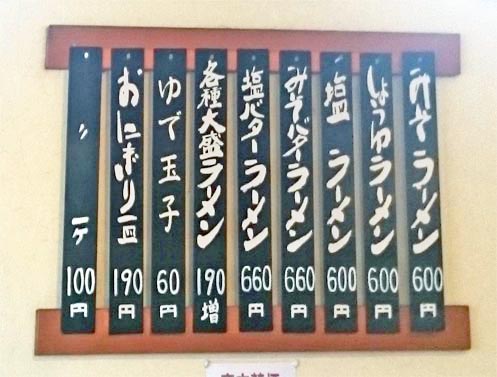 みそラーメン 600円
しょうゆラーメン 600円
塩ラーメン 600円
みそバターラーメン 660円
塩バターラーメン 660円
各種大盛ラーメン 190増
ゆで玉子 60円
おにぎり一皿 190円
〃 一ヶ 100円